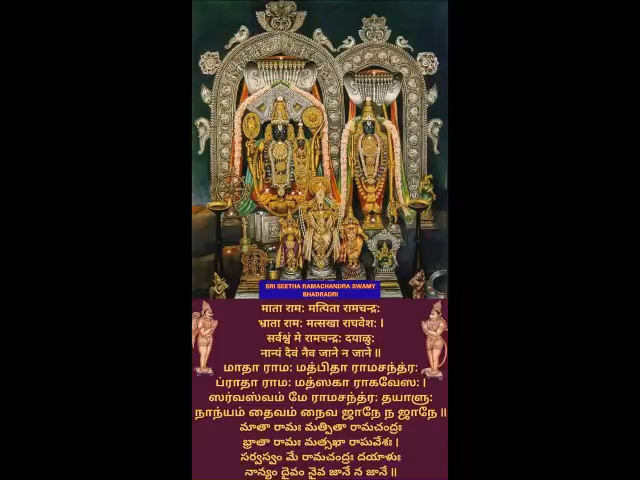 SRI SEETHA RAMACHANDRA SWAMY
BHADRADRI
माता राम: मत्पिता रामचन्द्र:
भ्राता राम: मत्सखा राघवेश: ।
सर्वश्वं मे रामचन्द्र: दयाळु:
नान्यं दैवं नैव जाने न जाने ॥
மாதா ராம: மத்பிதா ராமசந்த்ர:
ப்ராதா ராம: மத்ஸகா ராகவேஸ: ।
ஸர்வஸ்வம் மே ராமசந்த்ர: தயாளு:
நாந்யம் தைவம் நைவ ஜாநே ந ஜாநே ॥
మాతా రామః మత్పితా రామచంద్రః
భ్రాతా రామః మత్సఖా రాఘవేశః ।
సర్వస్వం మే రామచంద్రః దయాళుః
నాన్యం దైవం నైవ జానే న జానే ॥